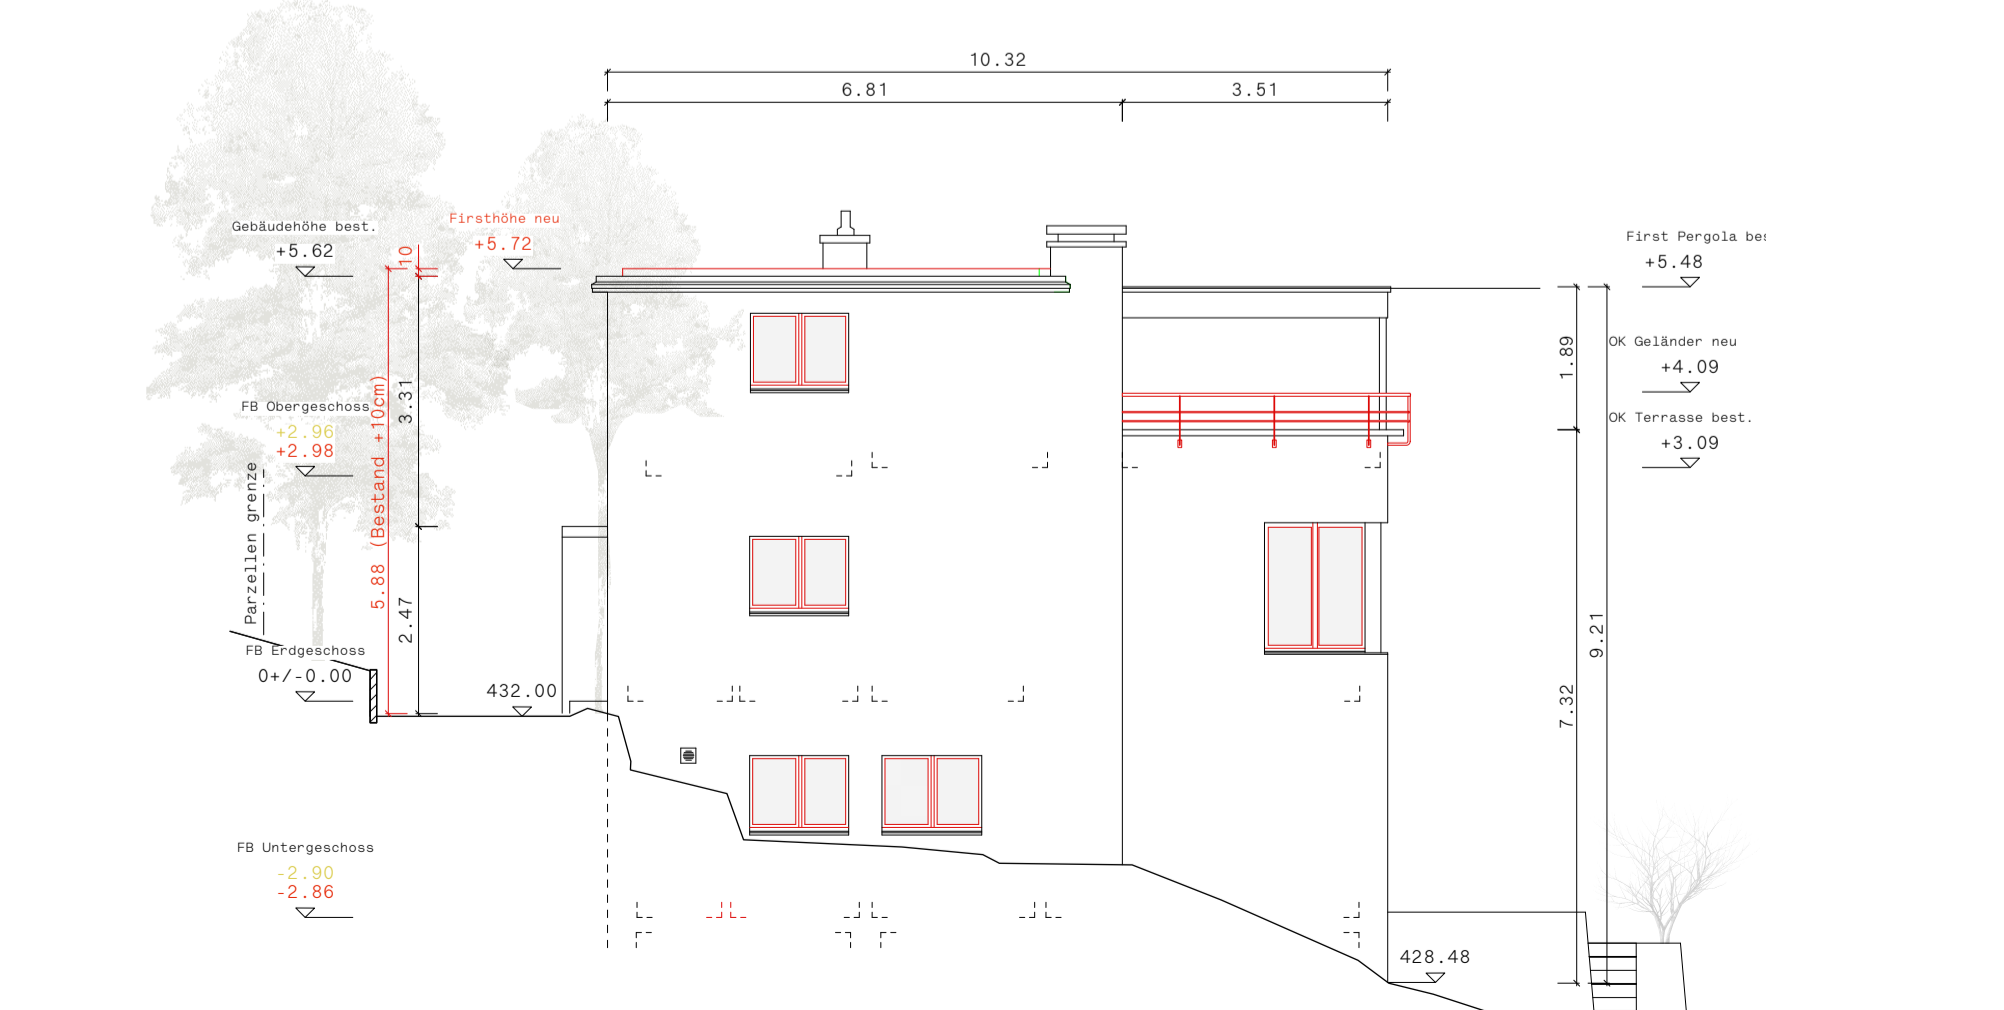 10.32
6.81
3.51
Gebäudehöhe best.
+5.62
Firsthöhe neu
+5.72
10
First Pergola
+5.48
1.89
OK Geländer neu
+4.09
OK Terrasse best.
+3.09
FB Obergeschoss
+2.96
+2.98
3.31
5.88 (Bestand +10cm)
Parzellen grenze
2.47
9.21
7.32
FB Erdgeschoss
0+/-0.00
432.00
FB Untergeschoss
-2.90
-2.86
428.48